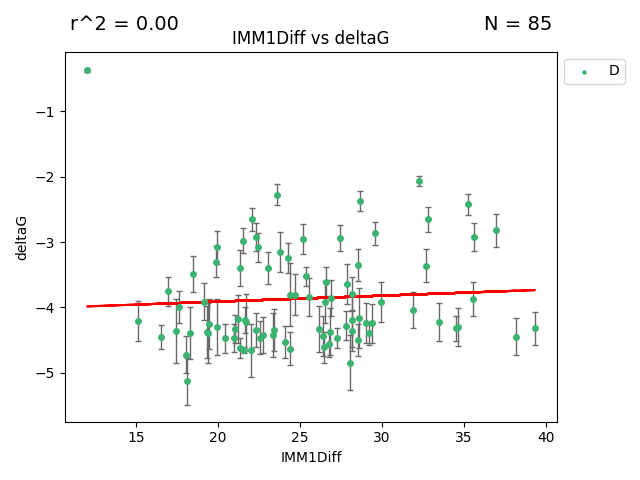 r^2 = 0.00
N = 85
IMM1Diff vs deltaG
D
−1
−2
−3
−4
−5
deltaG
15 20 25 30 35 40
IMM1Diff